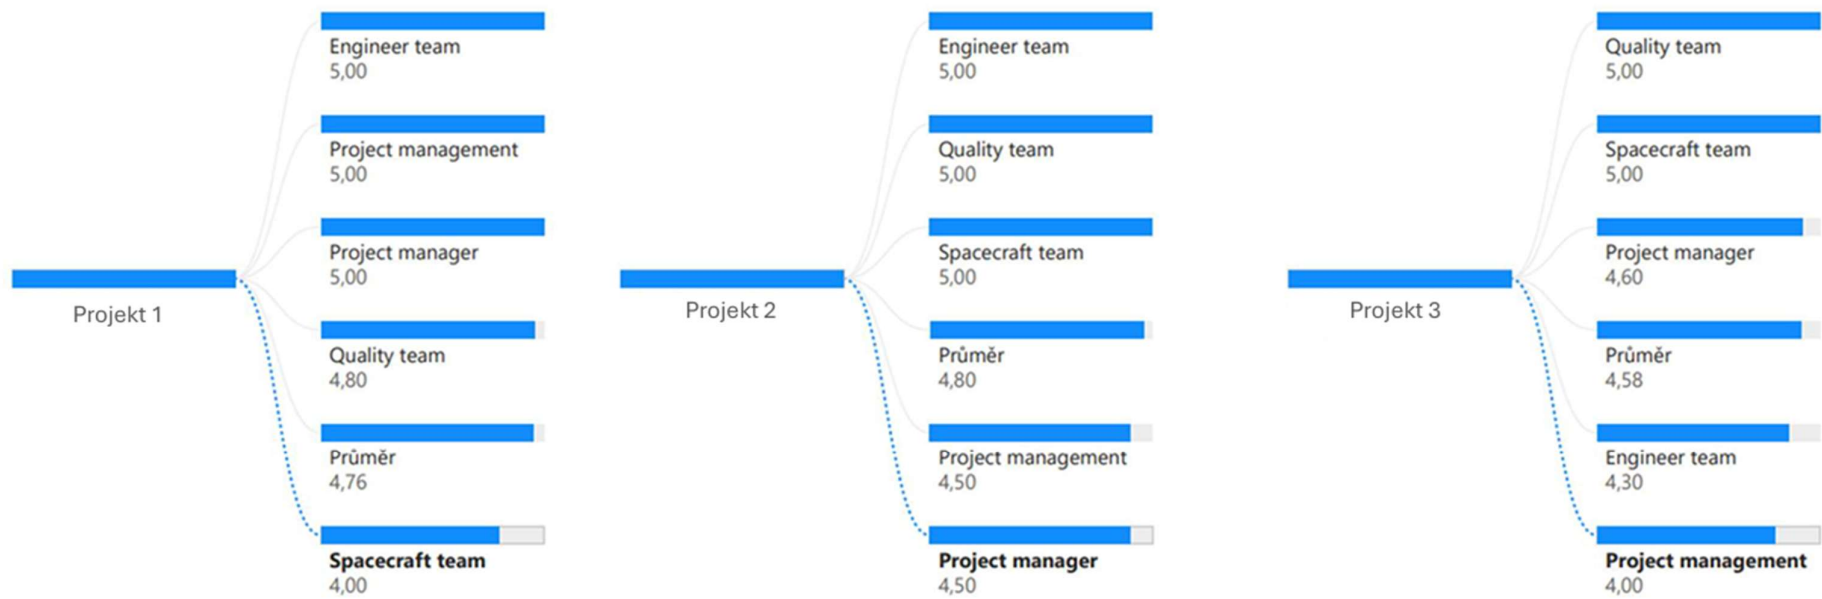 Projekt 1
Engineer team
5,00
Project management
5,00
Project manager
5,00
Quality team
4,80
Průměr
4,76
Spacecraft team
4,00
Projekt 2
Engineer team
5,00
Quality team
5,00
Spacecraft team
5,00
Průměr
4,80
Project management
4,50
Project manager
4,50
Projekt 3
Quality team
5,00
Spacecraft team
5,00
Project manager
4,60
Průměr
4,58
Engineer team
4,30
Project management
4,00